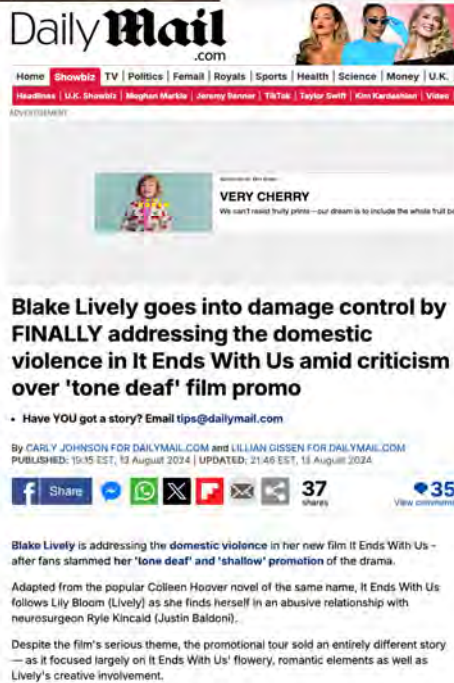 Daily Mail
.com
Home Showbiz TV | Politics | Femail | Royals | Sports | Health | Science | Money | U.K.
Headlines | U.K. Showbiz | Meghan Markle | Jeremy Renner | TikTok | Taylor Swift | Kim Kardashian | Video
ADVERTISEMENT
VERY CHERRY
We can't resist fruity prints – our dream is to include the whole fruit
Blake Lively goes into damage control by
FINALLY addressing the domestic
violence in It Ends With Us amid criticism
over 'tone deaf' film promo
• Have YOU got a story? Email tips@dailymail.com
By CARLY JOHNSON FOR DAILYMAIL.COM and LILLIAN GISSEN FOR DAILYMAIL.COM
PUBLISHED: 19:15 EST, 13 August 2024 | UPDATED: 21:46 EST, 13 August 2024
f Share 37 35
shares View comments
Blake Lively is addressing the domestic violence in her new film It Ends With Us –
after fans slammed her 'tone deaf' and 'shallow' promotion of the drama.
Adapted from the popular Colleen Hoover novel of the same name, It Ends With Us
follows Lily Bloom (Lively) as she finds herself in an abusive relationship with
neurosurgeon Ryle Kincaid (Justin Baldoni).
Despite the film's serious theme, the promotional tour sold an entirely different story
— as it focused largely on It Ends With Us' flowery, romantic elements as well as
Lively's creative involvement.